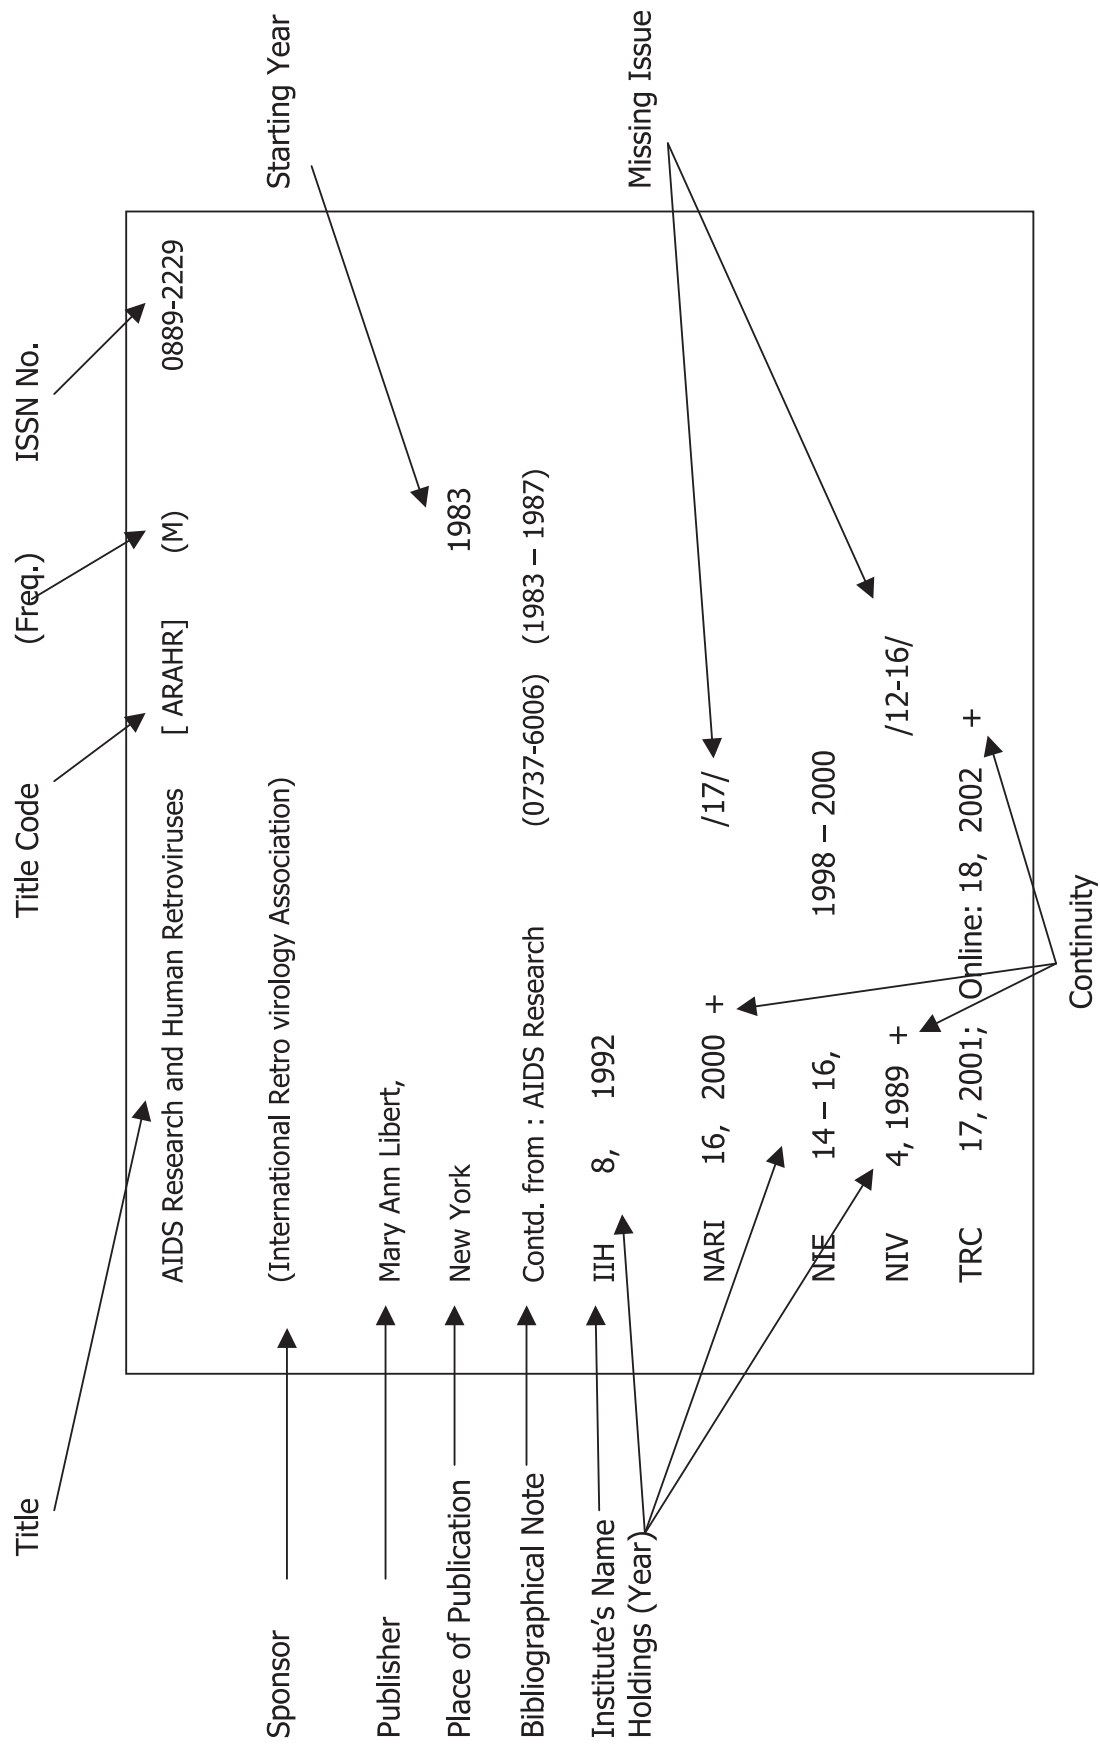 Title
Title Code
(Freq.)
ISSN No.
AIDS Research and Human Retroviruses [ ARAHR] (M) 0889-2229
Sponsor
(International Retro virology Association)
Starting Year
Publisher
Mary Ann Libert,
Place of Publication
New York 1983
Bibliographical Note
Contd. from : AIDS Research (0737-6006) (1983 – 1987)
Institute's Name
IIH 8, 1992
Holdings (Year)
Missing Issue
NARI 16, 2000 + /17/
NIE 14 – 16, 1998 – 2000
NIV 4, 1989 + /12-16/
TRC 17, 2001; Online: 18, 2002 +
Continuity